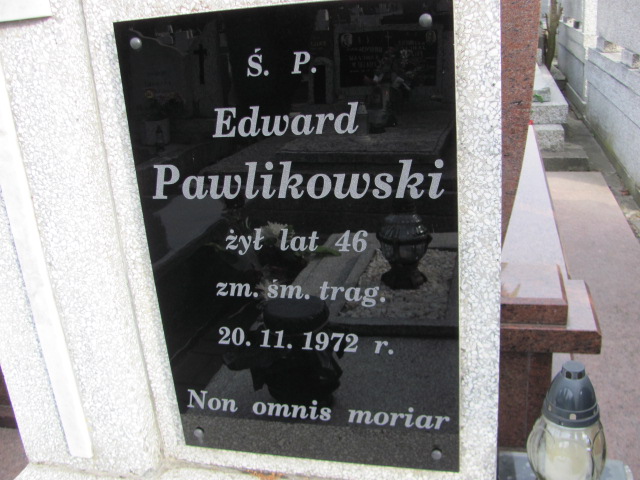 Ś. P.
Edward
Pawlikowski
żył lat 46
zm. śm. trag.
20. 11. 1972 r.
Non omnis moriar